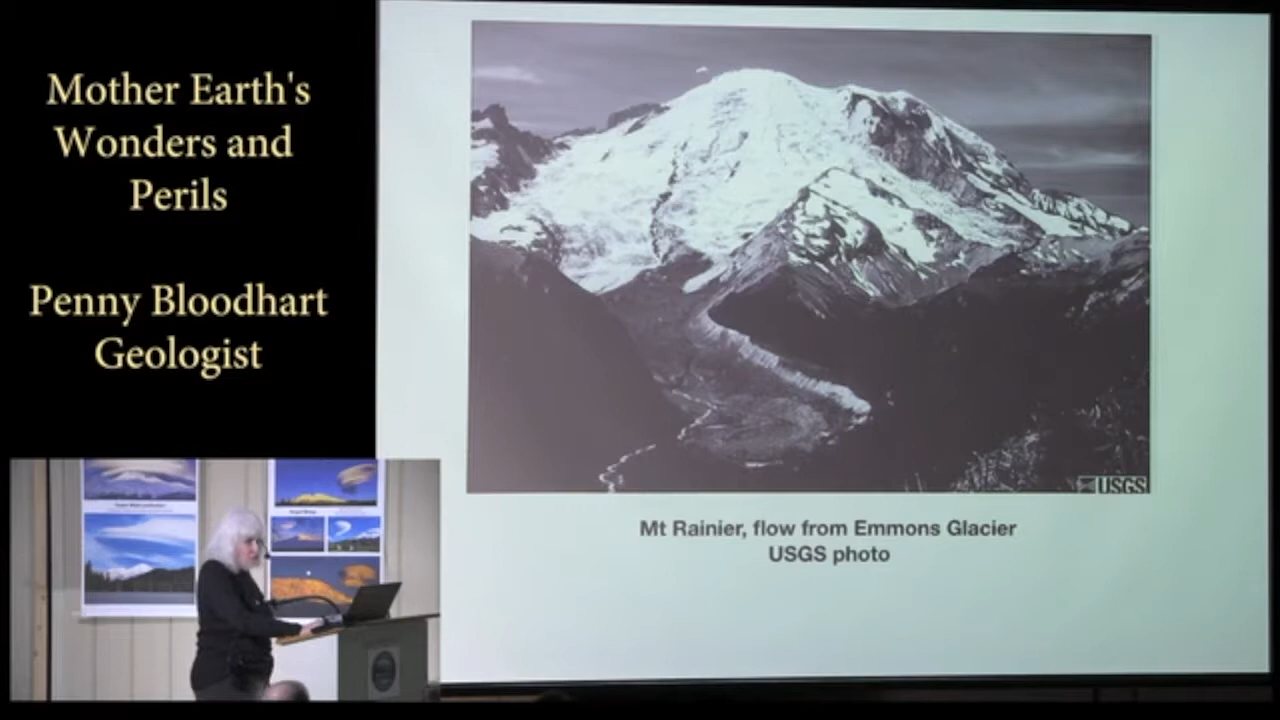 Mother Earth's
Wonders and
Perils
Penny Bloodhart
Geologist
USGS
Mt Rainier, flow from Emmons Glacier
USGS photo